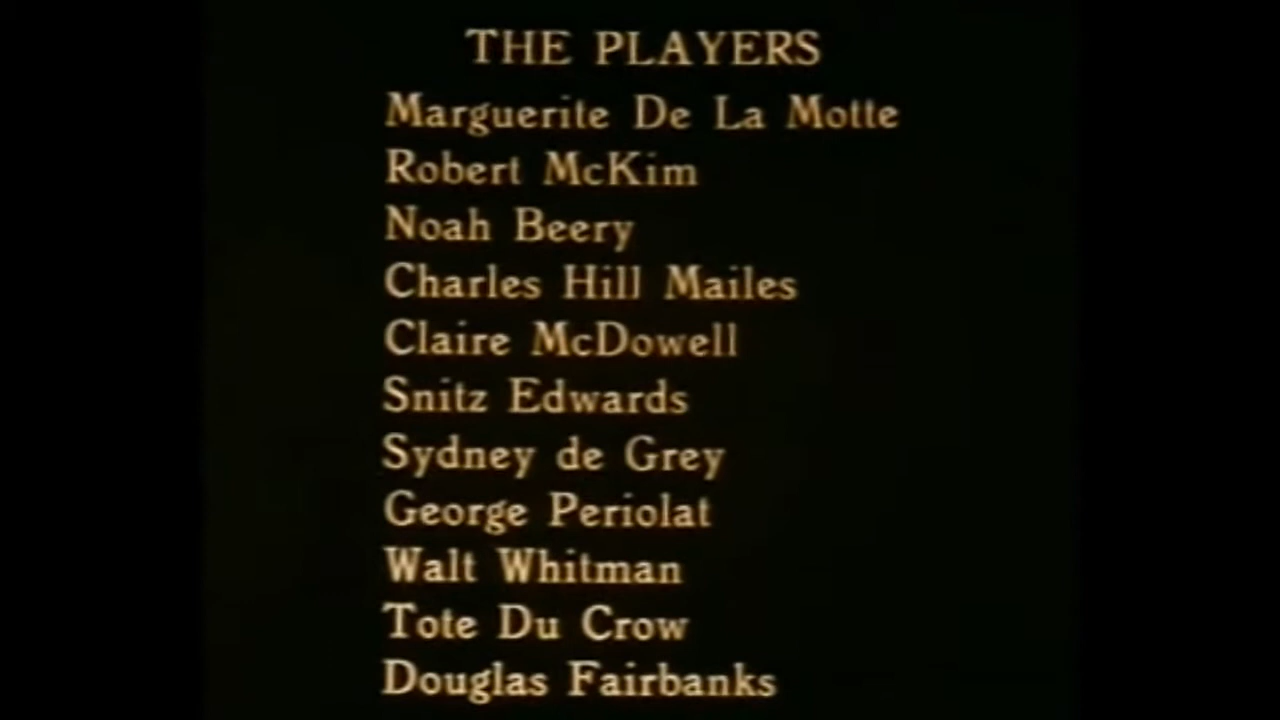 THE PLAYERS
Marguerite De La Motte
Robert McKim
Noah Beery
Charles Hill Mailes
Claire McDowell
Snitz Edwards
Sydney de Grey
George Periolat
Walt Whitman
Tote Du Crow
Douglas Fairbanks